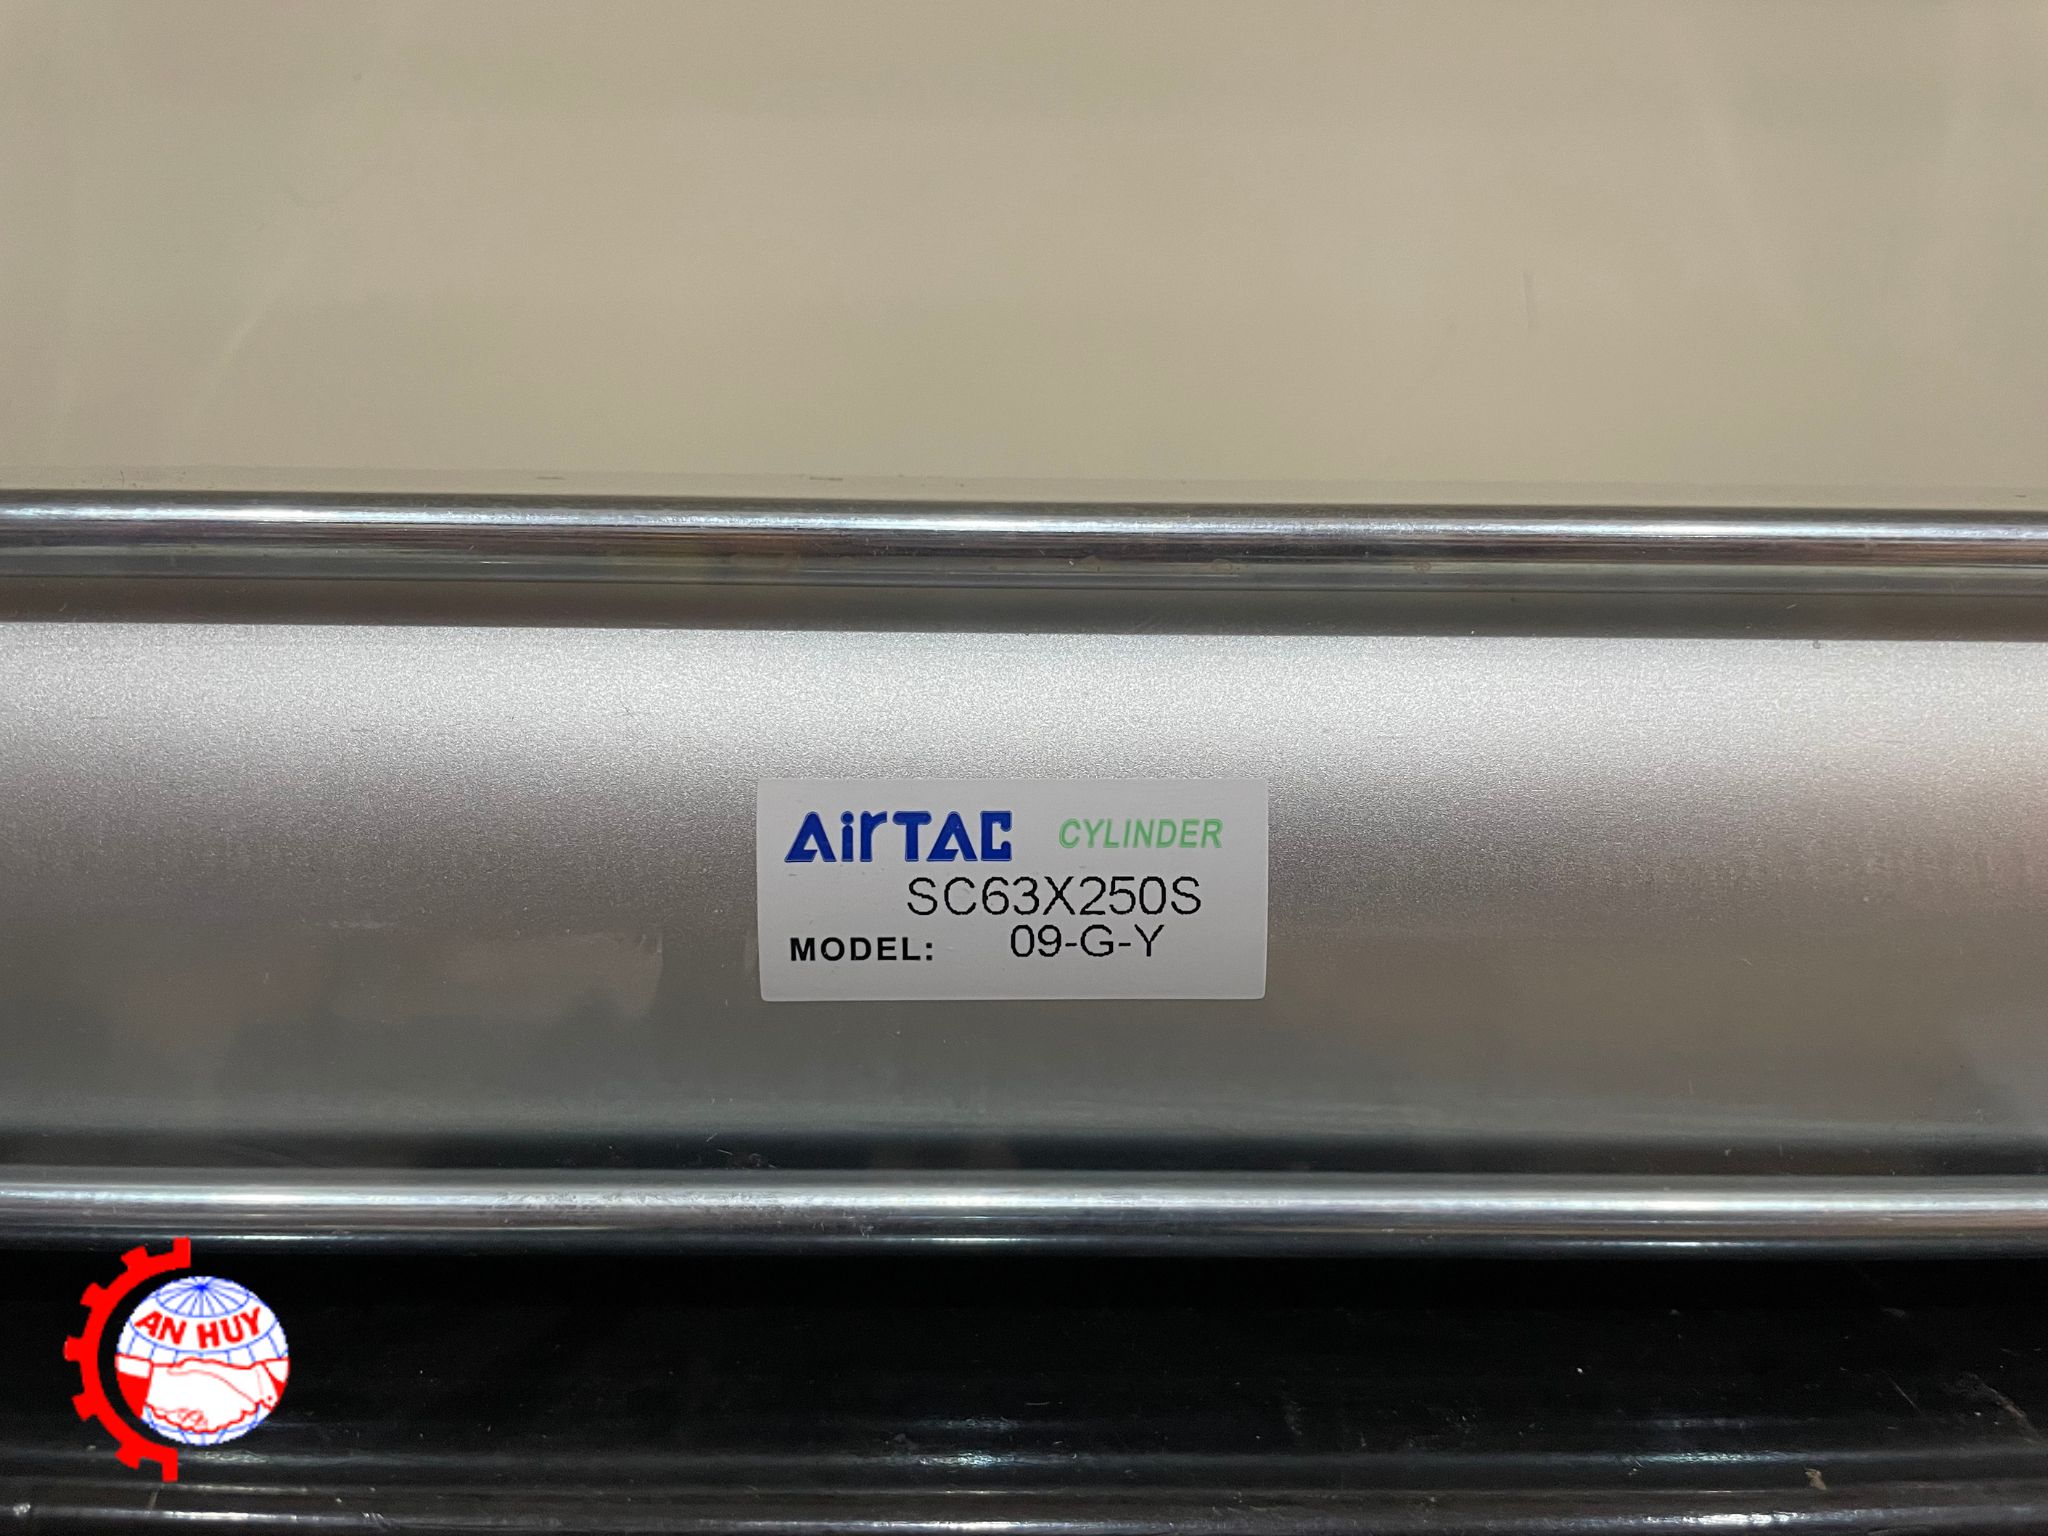 AirTAC CYLINDER
SC63X250S
MODEL: 09-G-Y
AN HUY